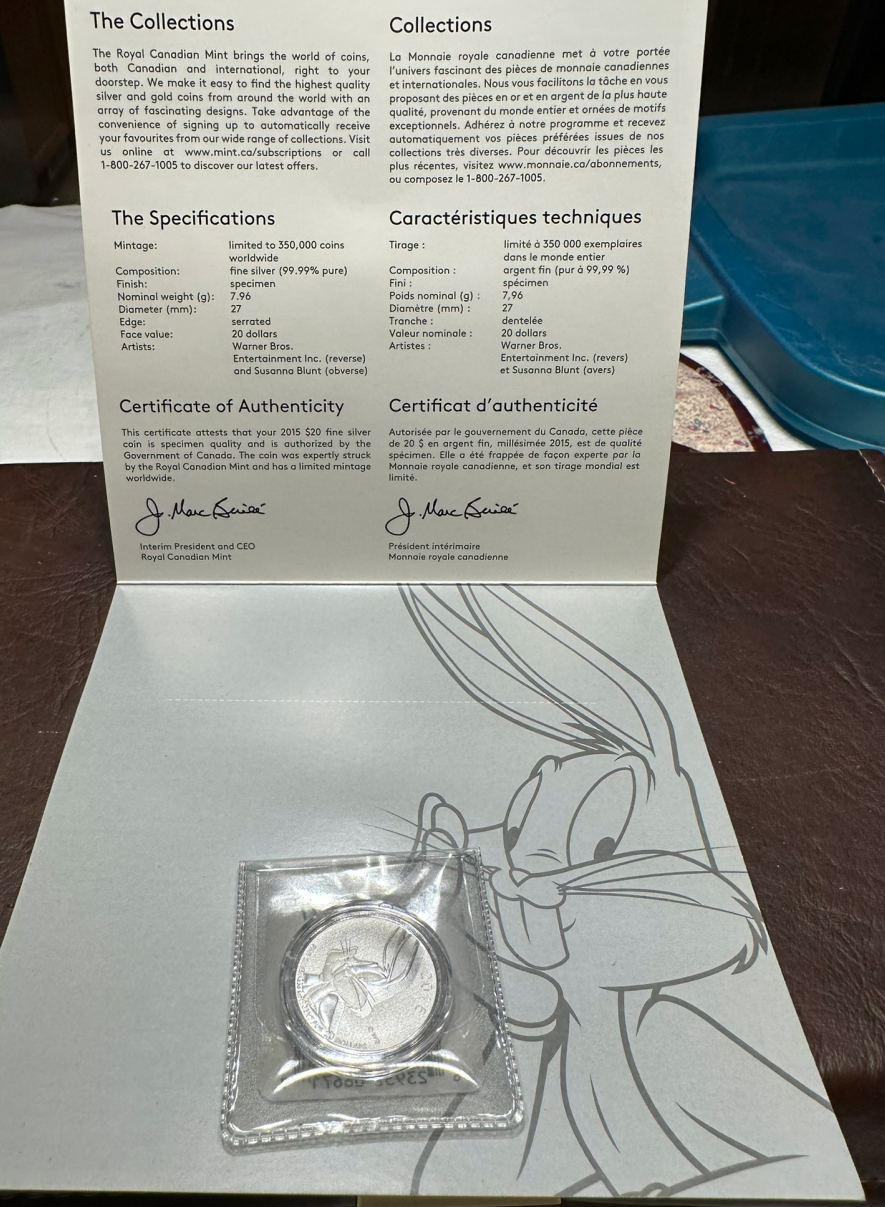 The Collections
The Royal Canadian Mint brings the world of coins,
both Canadian and international, right to your
doorstep. We make it easy to find the highest quality
silver and gold coins from around the world with an
array of fascinating designs. Take advantage of the
convenience of signing up to automatically receive
your favourites from our wide range of collections. Visit
us online at www.mint.ca/subscriptions or call
1-800-267-1005 to discover our latest offers.
The Specifications
Mintage: limited to 350,000 coins
worldwide
Composition: fine silver (99.99% pure)
Finish: specimen
Nominal weight (g): 7.96
Diameter (mm): 27
Edge: serrated
Face value: 20 dollars
Artists: Warner Bros.
Entertainment Inc. (reverse)
and Susanna Blunt (obverse)
Certificate of Authenticity
This certificate attests that your 2015 $20 fine silver
coin is specimen quality and is authorized by the
Government of Canada. The coin was expertly struck
by the Royal Canadian Mint and has a limited mintage
worldwide.
Interim President and CEO
Royal Canadian Mint
Collections
La Monnaie royale canadienne met à votre portée
l'univers fascinant des pièces de monnaie canadiennes
et internationales. Nous vous facilitons la tâche en vous
proposant des pièces en or et en argent de la plus haute
qualité, provenant du monde entier et ornées de motifs
exceptionnels. Adhérez à notre programme et recevez
automatiquement vos pièces préférées issues de nos
collections très diverses. Pour découvrir les pièces les
plus récentes, visitez www.monnaie.ca/abonnements,
ou composez le 1-800-267-1005.
Caractéristiques techniques
Tirage : limité à 350 000 exemplaires
dans le monde entier
Composition : argent fin (pur à 99,99 %)
Fini : spécimen
Poids nominal (g) : 7,96
Diamètre (mm) : 27
Tranche : dentelée
Valeur nominale : 20 dollars
Artistes : Warner Bros.
Entertainment Inc. (revers)
et Susanna Blunt (avers)
Certificat d'authenticité
Autorisée par le gouvernement du Canada, cette pièce
de 20 $ en argent fin, millésimée 2015, est de qualité
spécimen. Elle a été frappée de façon experte par la
Monnaie royale canadienne, et son tirage mondial est
limité.
Président intérimaire
Monnaie royale canadienne